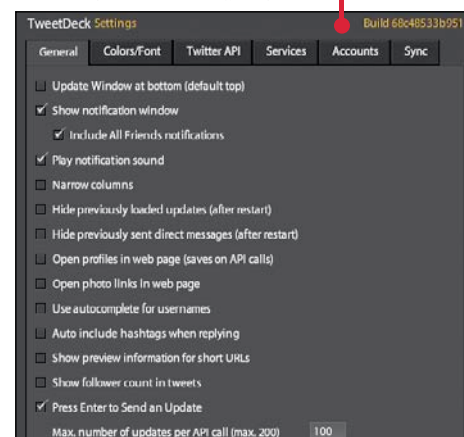 TweetDeck Settings Build 68c48533b951
General Colors/Font Twitter API Services Accounts Sync
Update Window at bottom (default top)
Show notification window
Include All Friends notifications
Play notification sound
Narrow columns
Hide previously loaded updates (after restart)
Hide previously sent direct messages (after restart)
Open profiles in web page (saves on API calls)
Open photo links in web page
Use autocomplete for usernames
Auto include hashtags when replying
Show preview information for short URLs
Show follower count in tweets
Press Enter to Send an Update
Max. number of updates per API call (max. 200) 100